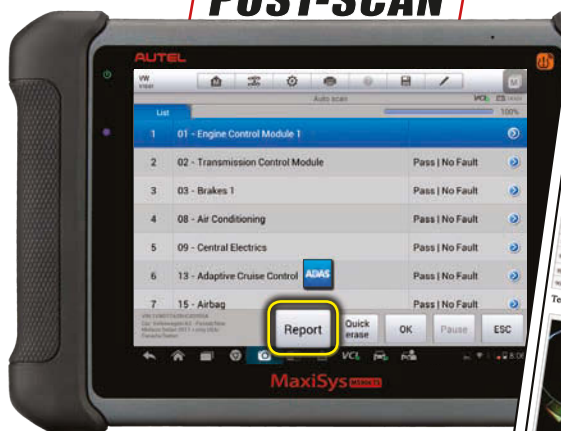 POST-SCAN
AUTEL
VW
Auto scan
VCI
List
100%
1 01 - Engine Control Module 1
2 02 - Transmission Control Module Pass | No Fault
3 03 - Brakes 1 Pass | No Fault
4 08 - Air Conditioning Pass | No Fault
5 09 - Central Electrics Pass | No Fault
6 13 - Adaptive Cruise Control ADAS Pass | No Fault
7 15 - Airbag Pass | No Fault
Report
Quick
erase
OK
Pause
ESC
VCI
MaxiSys
Te